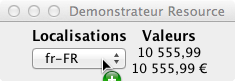 Demonstrateur Resource
Localisations Valeurs
fr-FR 10 555,99
10 555,99 €